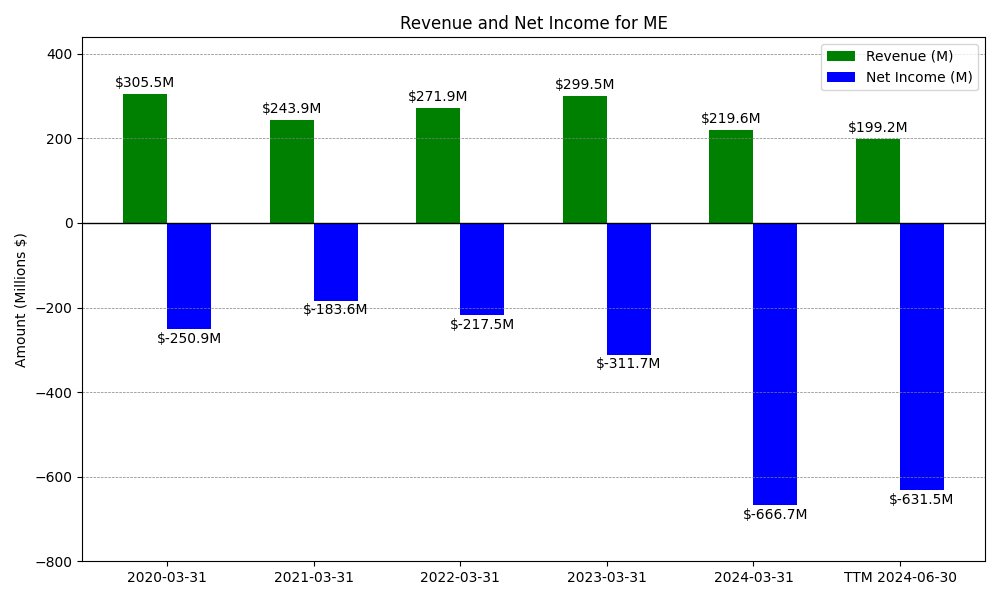 Revenue and Net Income for ME
Revenue (M)
Net Income (M)
Amount (Millions $)
400
200
0
−200
−400
−600
−800
$305.5M
$243.9M
$271.9M
$299.5M
$219.6M
$199.2M
$-250.9M
$-183.6M
$-217.5M
$-311.7M
$-666.7M
$-631.5M
2020-03-31
2021-03-31
2022-03-31
2023-03-31
2024-03-31
TTM 2024-06-30